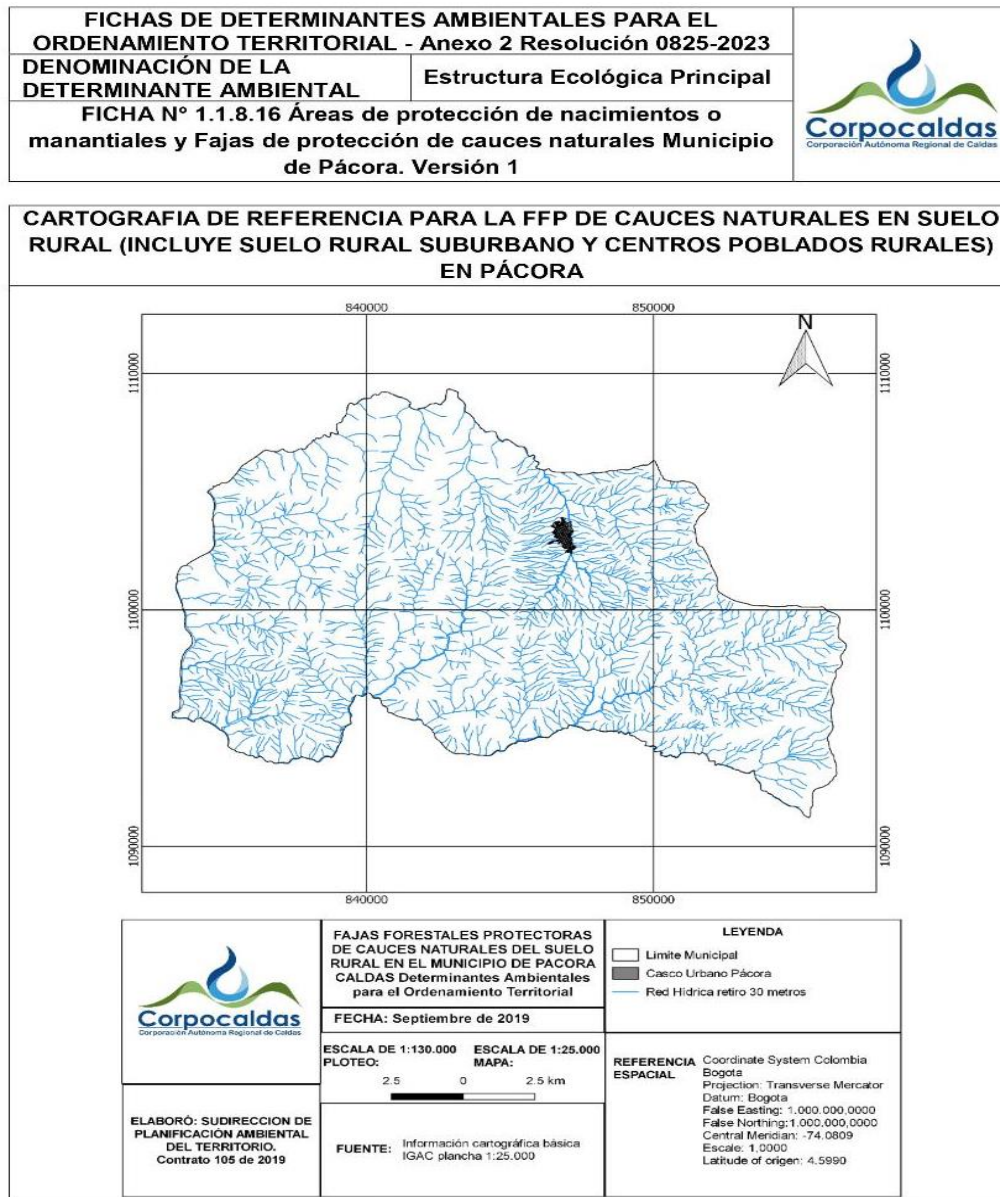 FICHAS DE DETERMINANTES AMBIENTALES PARA EL
ORDENAMIENTO TERRITORIAL - Anexo 2 Resolución 0825-2023
DENOMINACIÓN DE LA
DETERMINANTE AMBIENTAL
Estructura Ecológica Principal
FICHA N° 1.1.8.16 Áreas de protección de nacimientos o
manantiales y Fajas de protección de cauces naturales Municipio
de Pácora. Versión 1
Corpocaldas
Corporación Autónoma Regional de Caldas
CARTOGRAFIA DE REFERENCIA PARA LA FFP DE CAUCES NATURALES EN SUELO
RURAL (INCLUYE SUELO RURAL SUBURBANO Y CENTROS POBLADOS RURALES)
EN PÁCORA
840000
850000
N
1110000
1110000
1100000
1100000
1090000
1090000
840000
850000
Corpocaldas
Corporación Autónoma Regional de Caldas
ELABORÓ: SUDIRECCION DE
PLANIFICACIÓN AMBIENTAL
DEL TERRITORIO.
Contrato 105 de 2019
FAJAS FORESTALES PROTECTORAS
DE CAUCES NATURALES DEL SUELO
RURAL EN EL MUNICIPIO DE PACORA
CALDAS Determinantes Ambientales
para el Ordenamiento Territorial
FECHA: Septiembre de 2019
ESCALA DE 1:130.000
PLOTEO:
ESCALA DE 1:25.000
MAPA:
2.5 0 2.5 km
FUENTE: Información cartográfica básica
IGAC plancha 1:25.000
LEYENDA
Limite Municipal
Casco Urbano Pácora
Red Hidrica retiro 30 metros
REFERENCIA
ESPACIAL
Coordinate System Colombia
Bogota
Projection: Transverse Mercator
Datum: Bogota
False Easting: 1.000.000,0000
False Northing:1.000.000,0000
Central Meridian: -74.0809
Escale: 1,0000
Latitude of origen: 4.5990